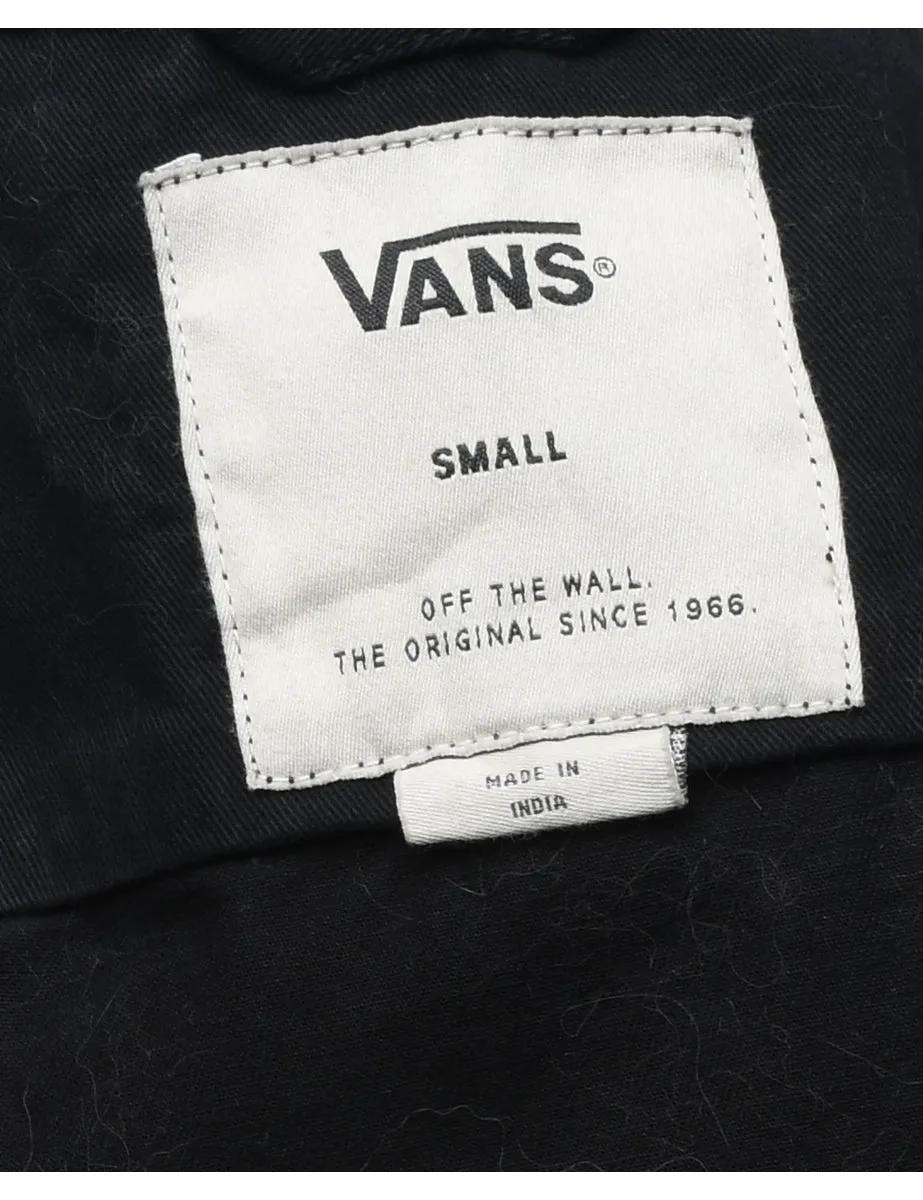 VANS®
SMALL
OFF THE WALL.
THE ORIGINAL SINCE 1966.
MADE IN
INDIA